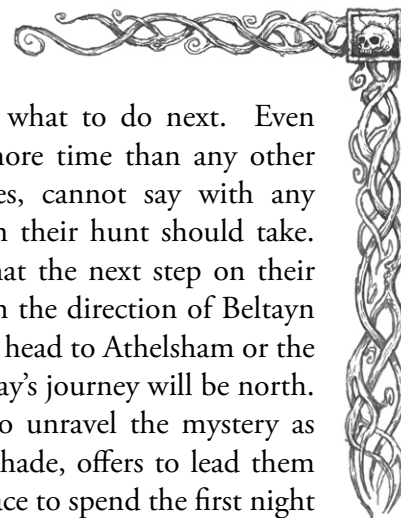 what to do next. Even
more time than any other
es, cannot say with any
n their hunt should take.
hat the next step on their
n the direction of Beltayn
head to Athelsham or the
ay's journey will be north.
o unravel the mystery as
hade, offers to lead them
ace to spend the first night